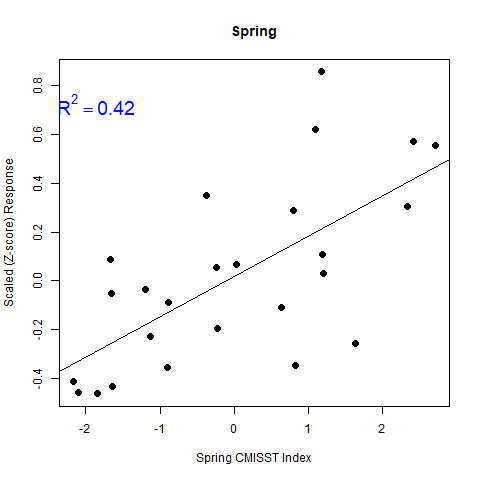 Spring
R² = 0.42
Scaled (Z-score) Response
0.8
0.6
0.4
0.2
0.0
-0.2
-0.4
-2 -1 0 1 2
Spring CMISST Index